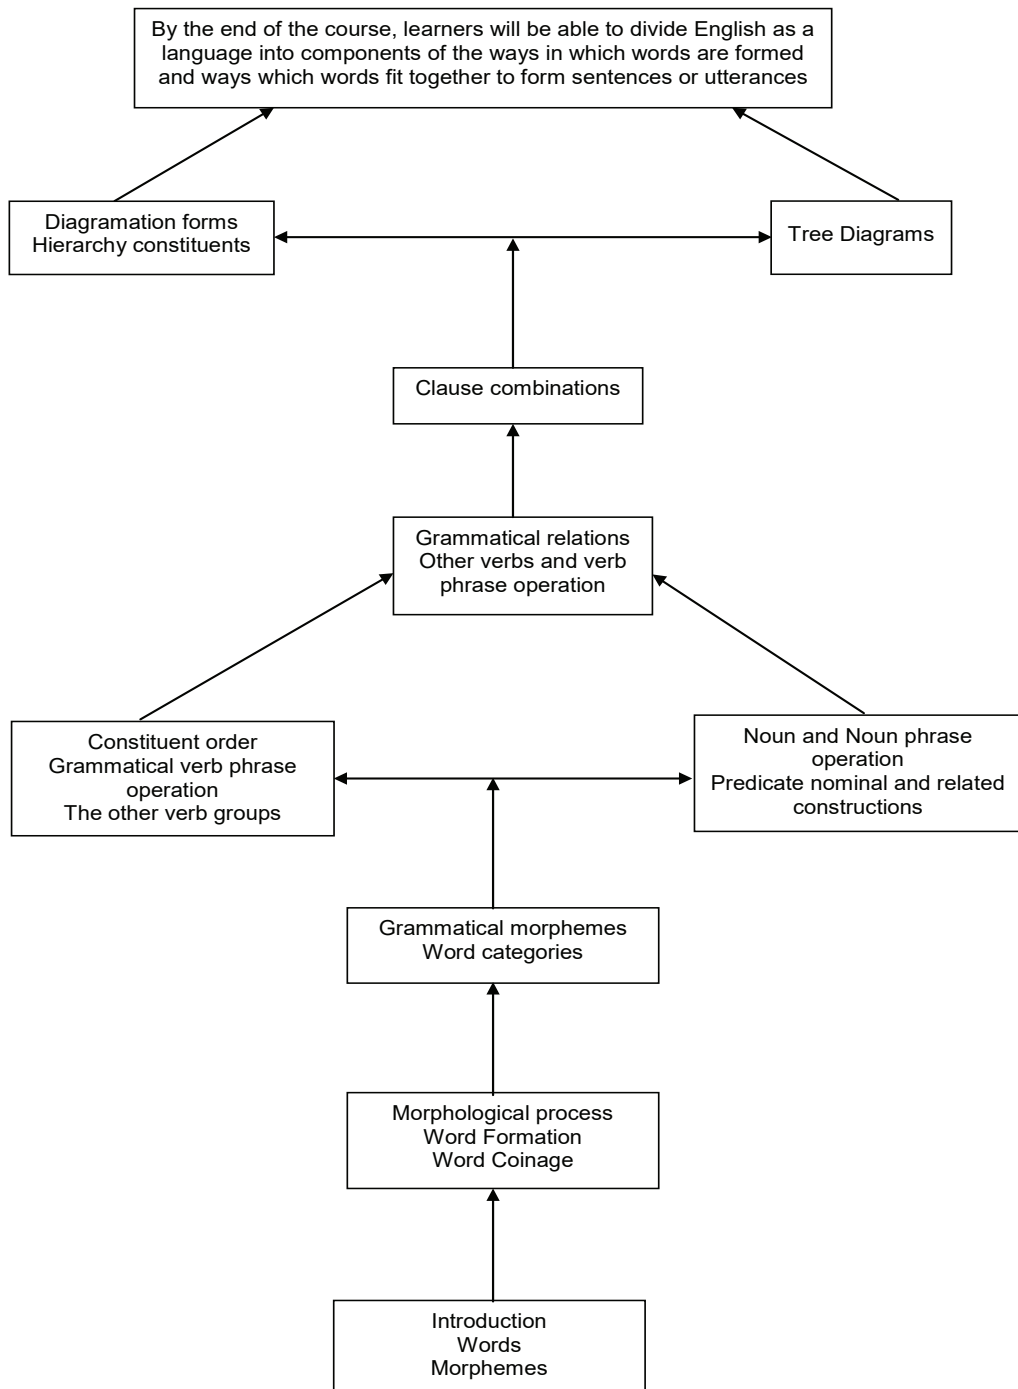 By the end of the course, learners will be able to divide English as a
language into components of the ways in which words are formed
and ways which words fit together to form sentences or utterances
Diagramation forms
Hierarchy constituents
Tree Diagrams
Clause combinations
Grammatical relations
Other verbs and verb
phrase operation
Constituent order
Grammatical verb phrase
operation
The other verb groups
Noun and Noun phrase
operation
Predicate nominal and related
constructions
Grammatical morphemes
Word categories
Morphological process
Word Formation
Word Coinage
Introduction
Words
Morphemes